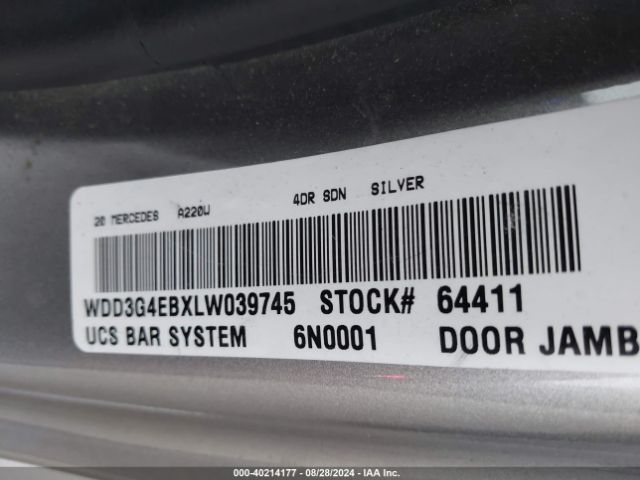 20 MERCEDES A220W 4DR SDN SILVER
WDD3G4EBXLW039745 STOCK# 64411
UCS BAR SYSTEM 6N0001 DOOR JAMB
000-40214177 | 08/28/2024 | IAA Inc.